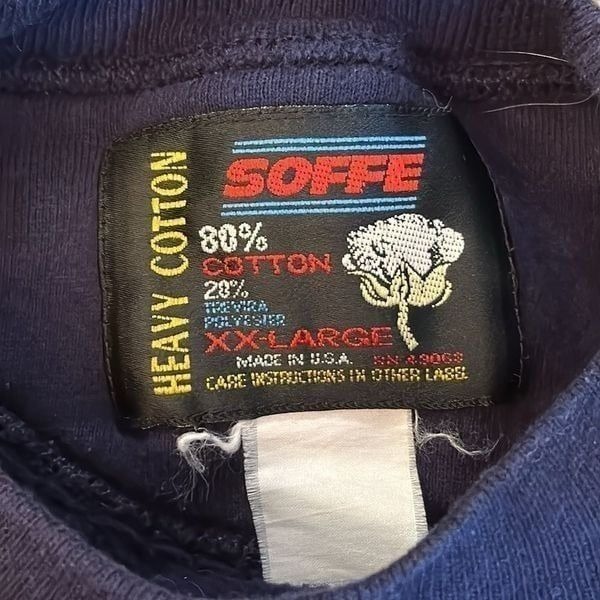 SOFFE
HEAVY COTTON
80%
COTTON
20%
TREVIRA
POLYESTER
XX-LARGE
MADE IN U.S.A.
CARE INSTRUCTIONS IN OTHER LABEL